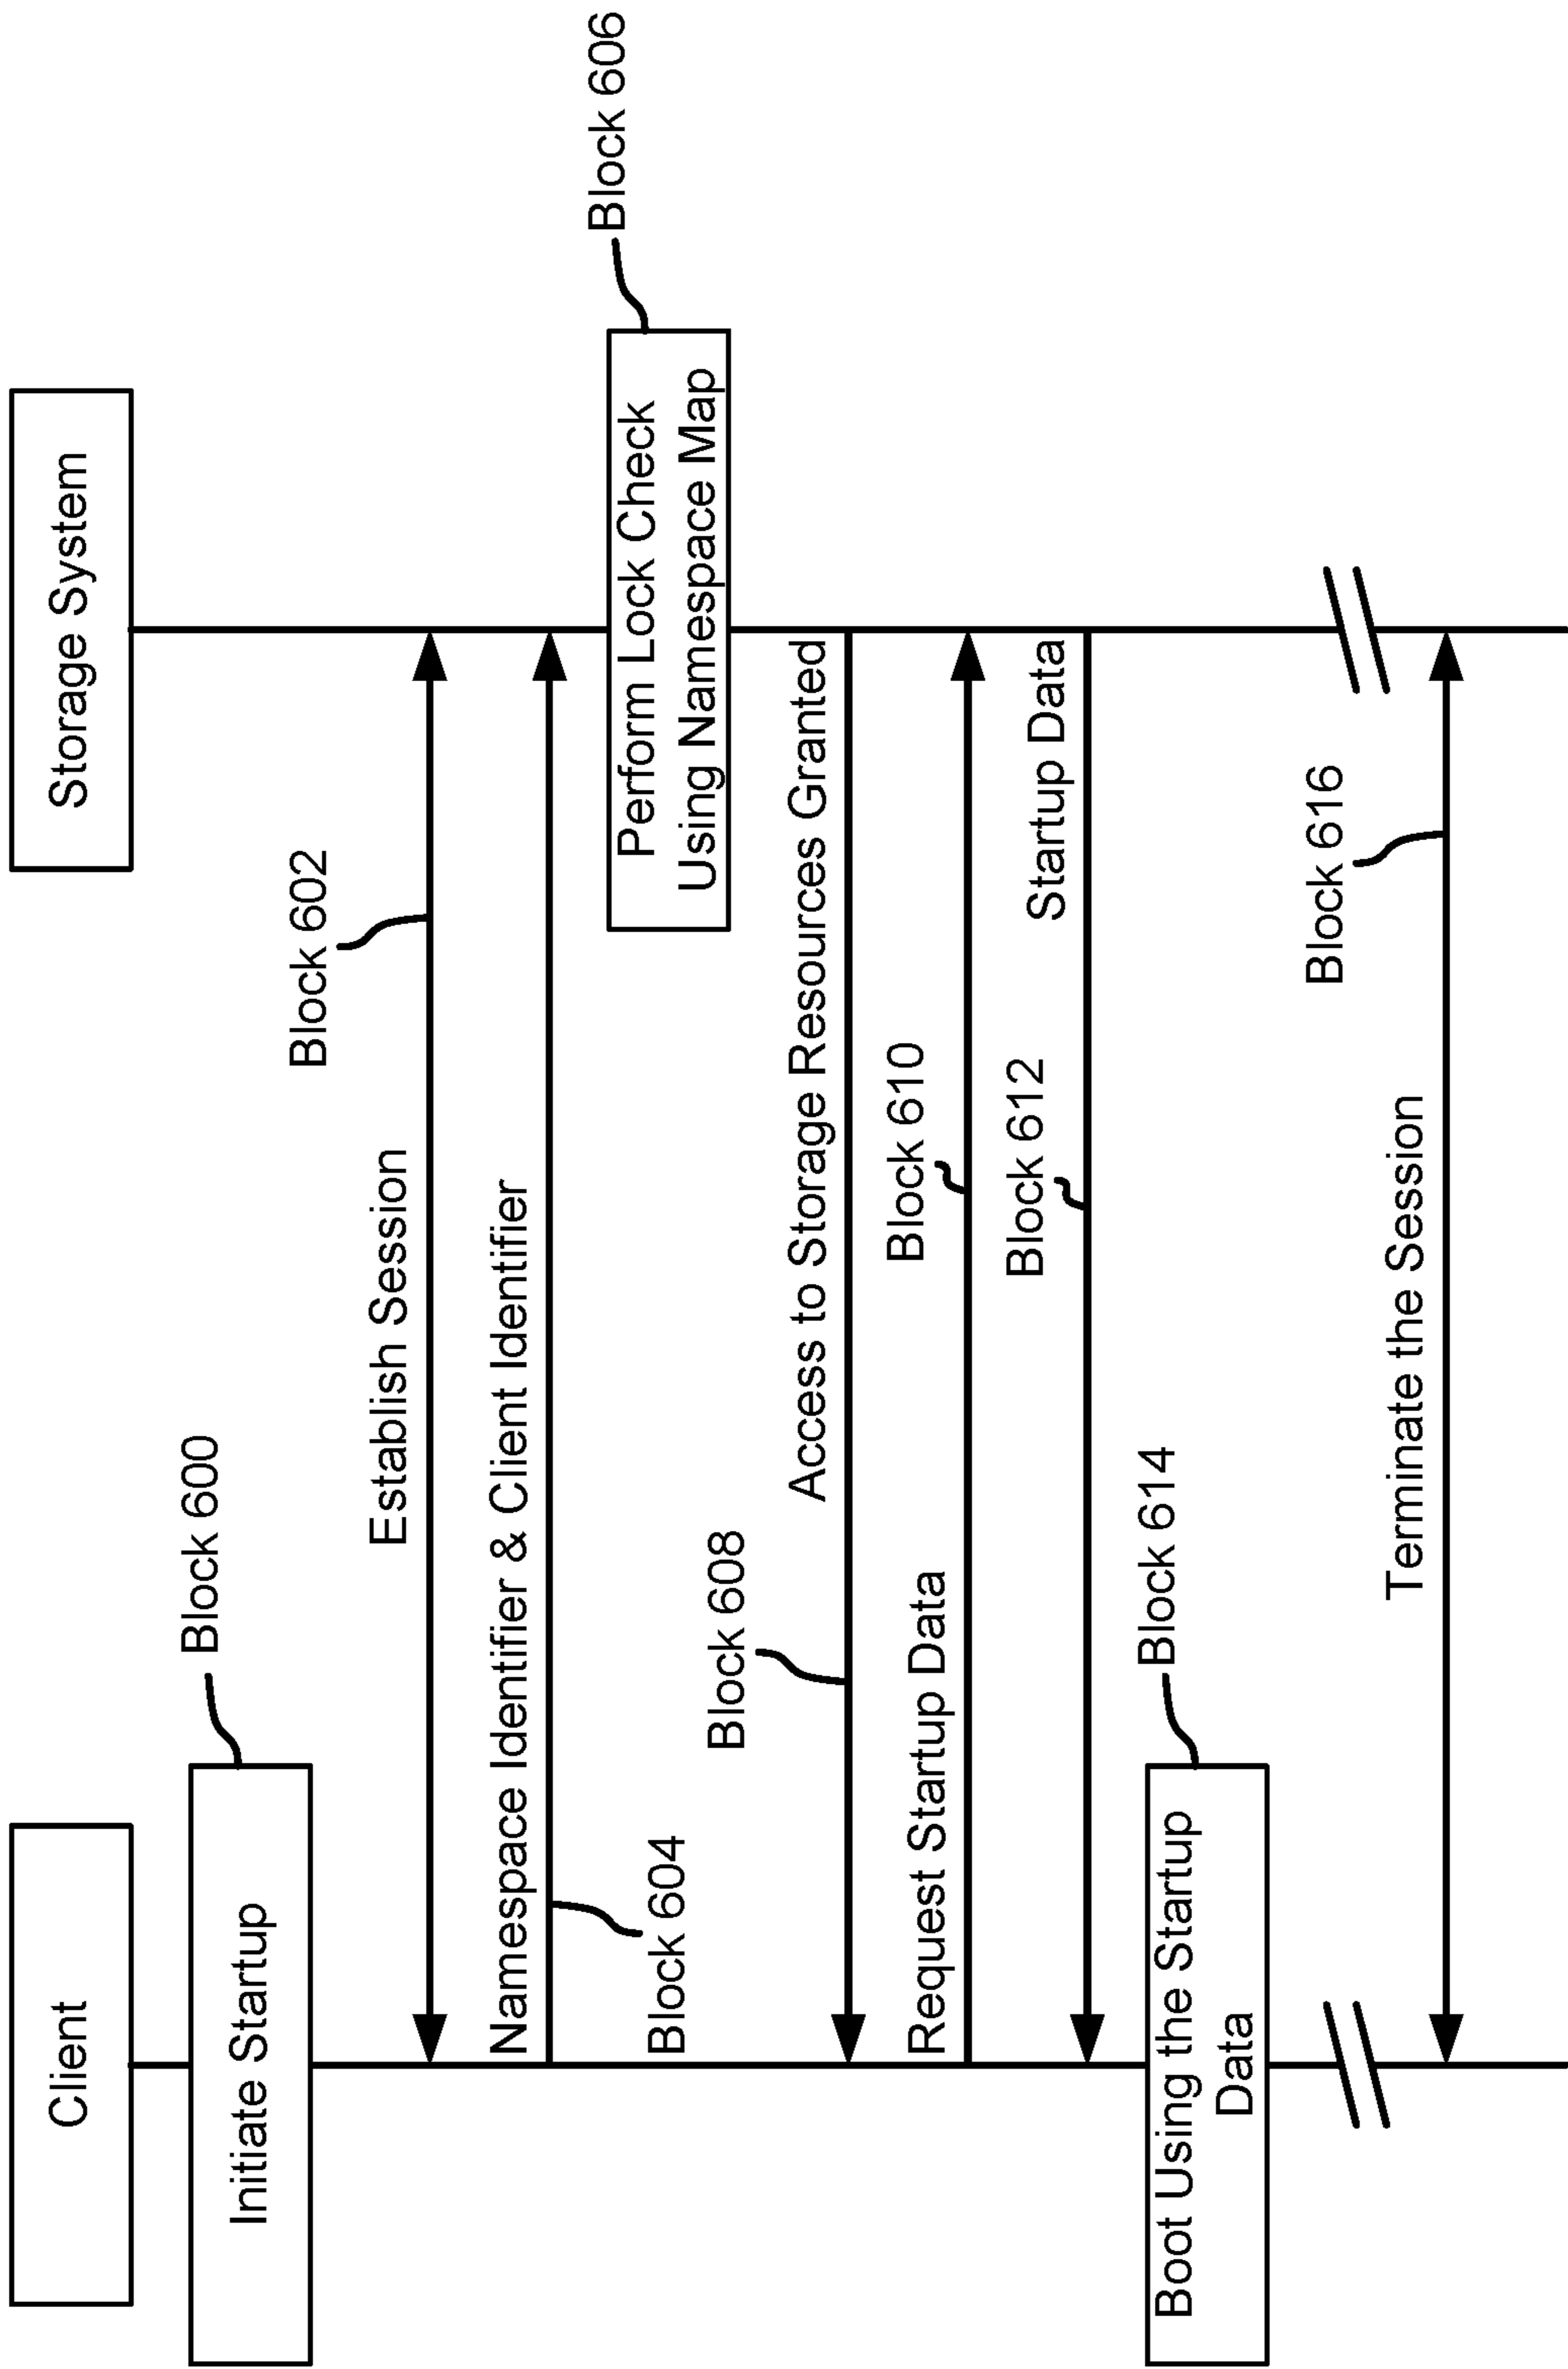 Client
Storage System
Initiate Startup
Block 600
Establish Session
Block 602
Namespace Identifier & Client Identifier
Block 604
Perform Lock Check
Using Namespace Map
Block 606
Block 608
Access to Storage Resources Granted
Request Startup Data
Block 610
Block 612
Startup Data
Boot Using the Startup
Data
Block 614
Terminate the Session
Block 616